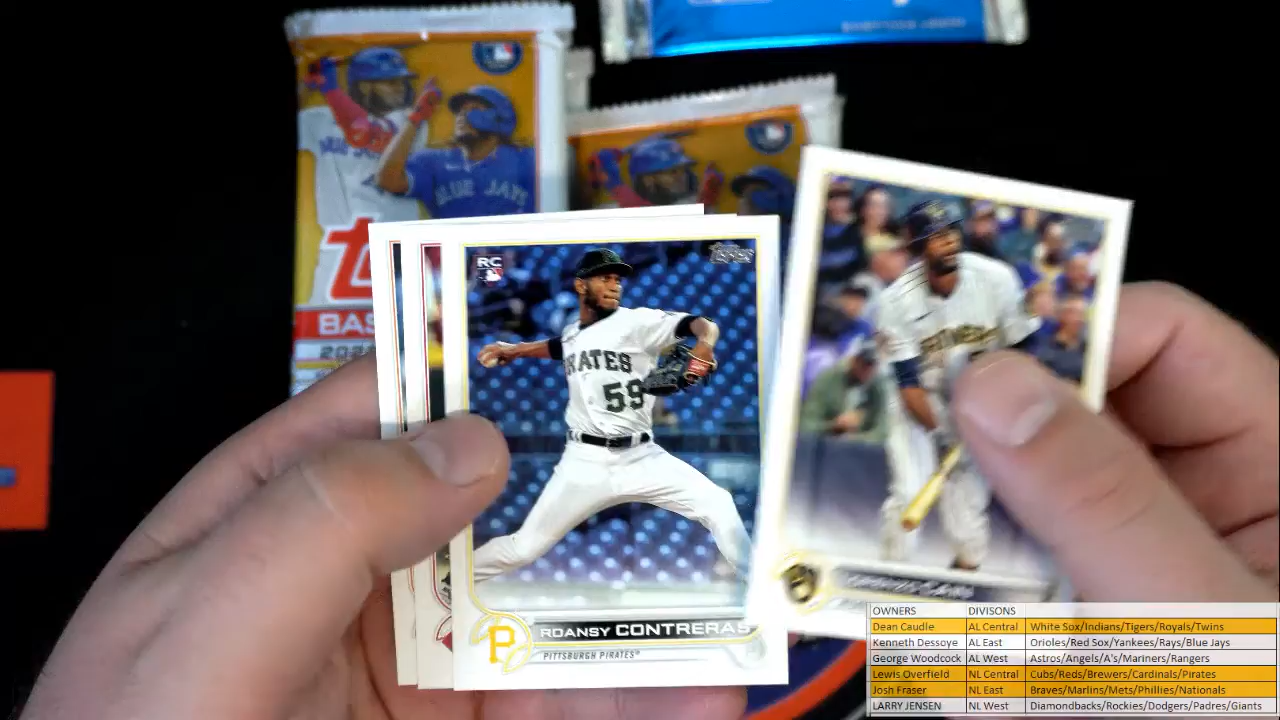 BLUE JAYS
t
BAS
RC
Topps
PIRATES
59
P
ROANSY CONTRERAS
PITTSBURGH PIRATES
OWNERS DIVISONS
Dean Caudle AL Central White Sox/Indians/Tigers/Royals/Twins
Kenneth Dessoye AL East Orioles/Red Sox/Yankees/Rays/Blue Jays
George Woodcock AL West Astros/Angels/A's/Mariners/Rangers
Lewis Overfield NL Central Cubs/Reds/Brewers/Cardinals/Pirates
Josh Fraser NL East Braves/Marlins/Mets/Phillies/Nationals
LARRY JENSEN NL West Diamondbacks/Rockies/Dodgers/Padres/Giants